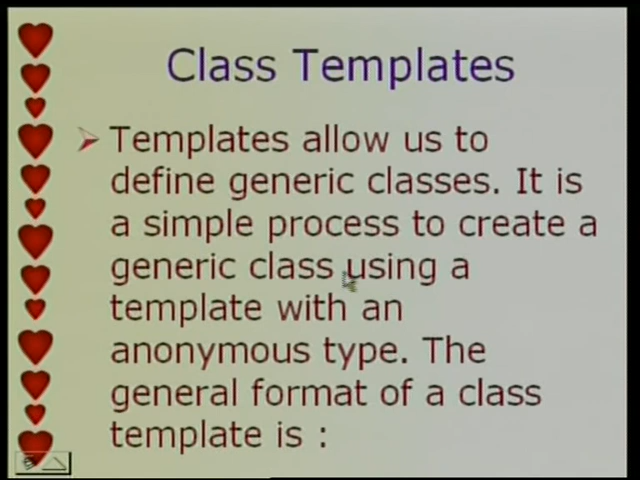 Class Templates
Templates allow us to
define generic classes. It is
a simple process to create a
generic class using a
template with an
anonymous type. The
general format of a class
template is :